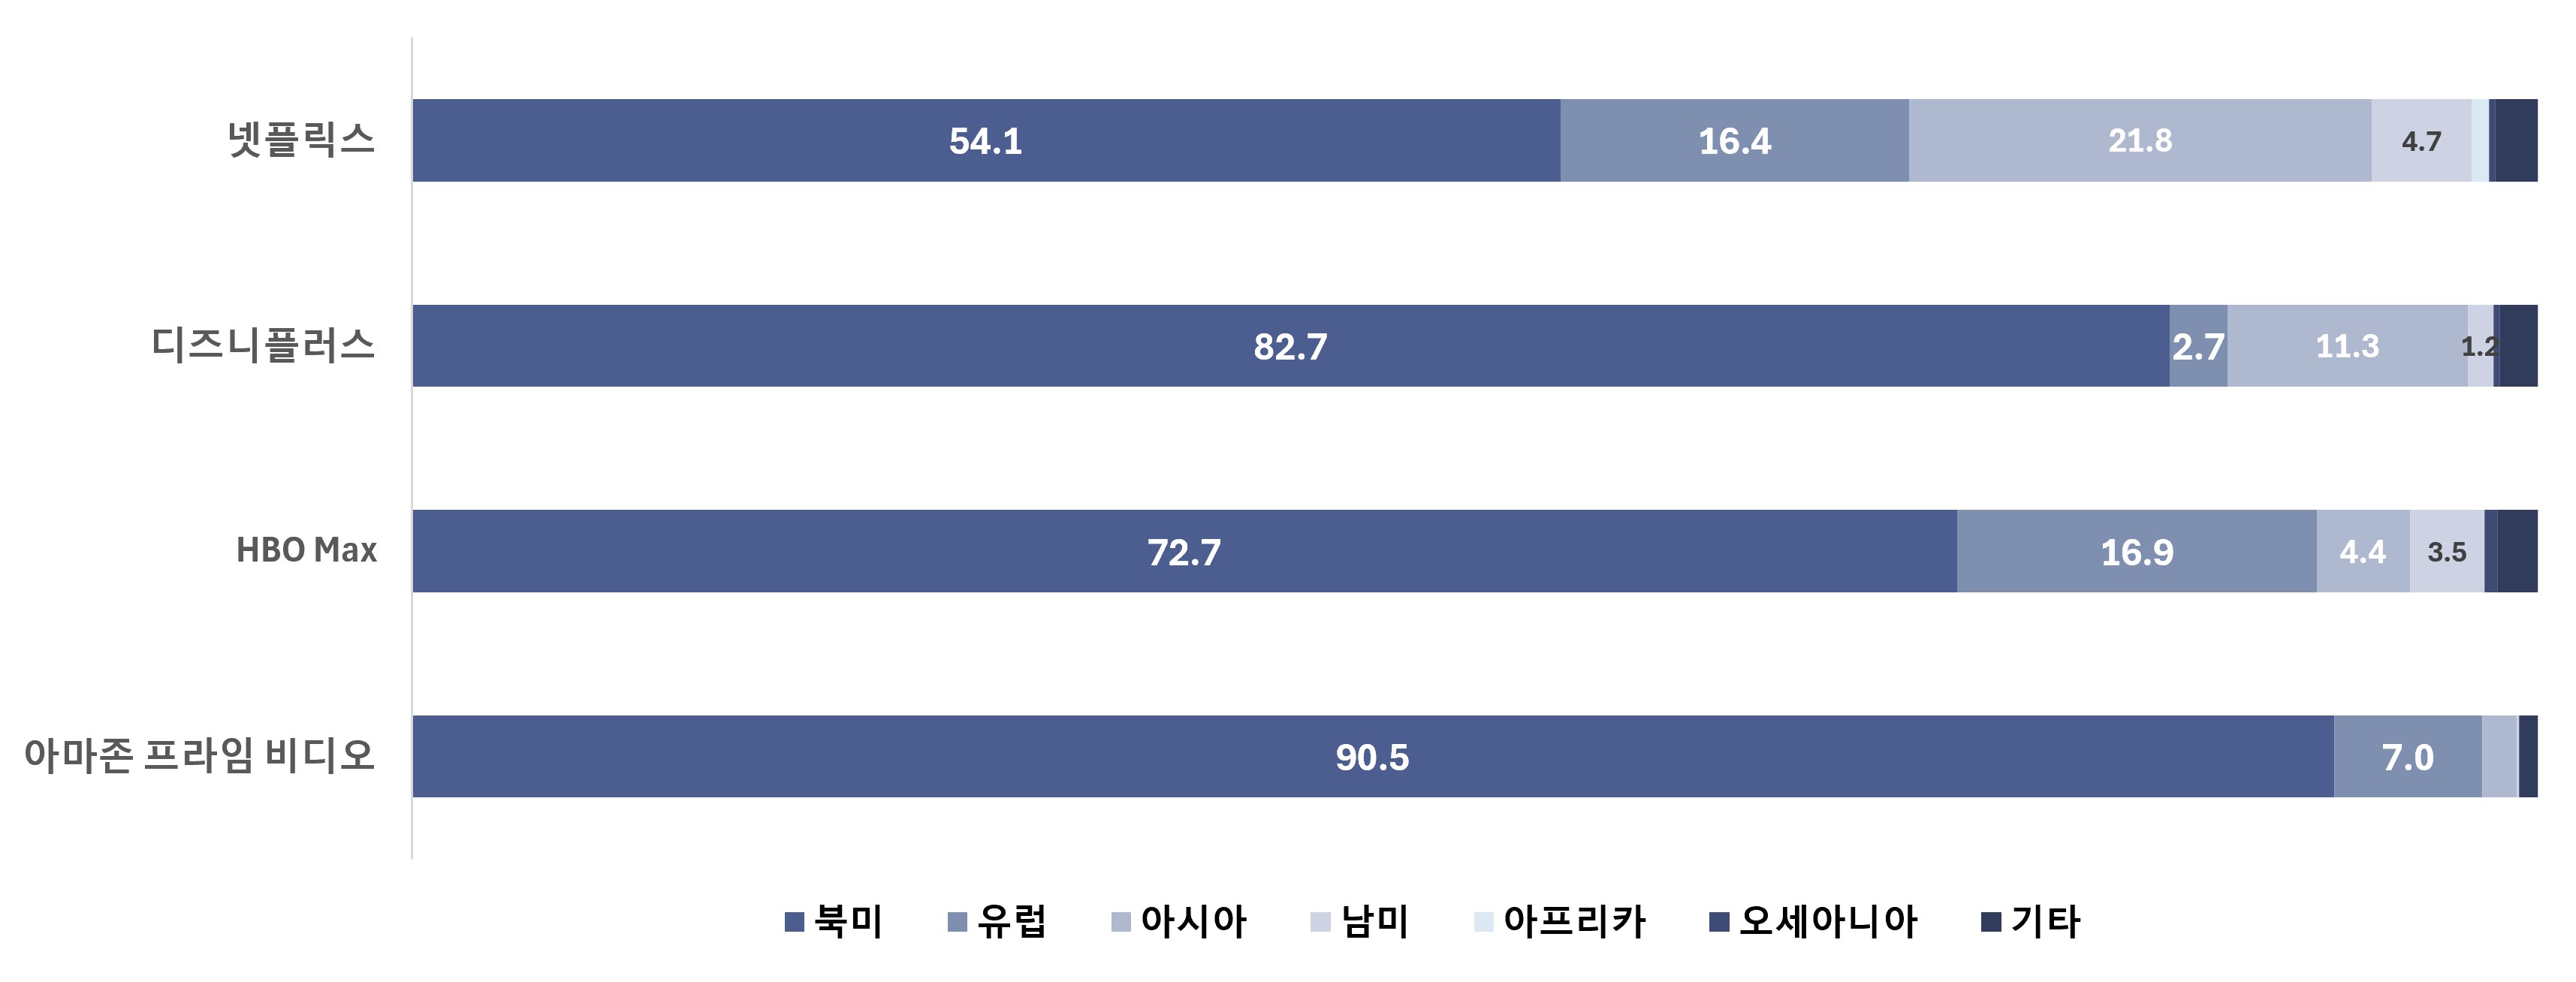 넷플릭스 54.1 16.4 21.8 4.7
디즈니플러스 82.7 2.7 11.3 1.2
HBO Max 72.7 16.9 4.4 3.5
아마존 프라임 비디오 90.5 7.0
북미 유럽 아시아 남미 아프리카 오세아니아 기타